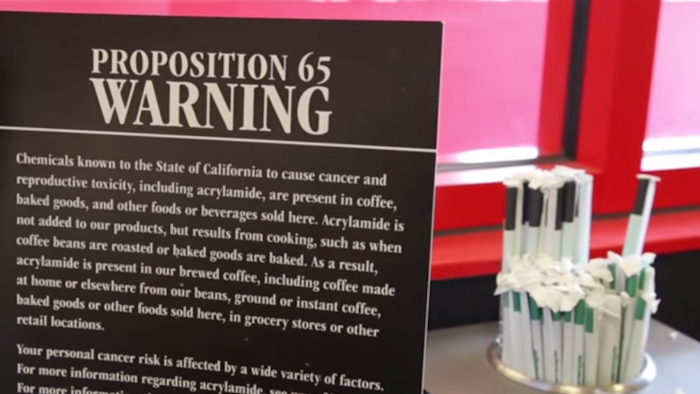 PROPOSITION 65
WARNING
Chemicals known to the State of California to cause cancer and
reproductive toxicity, including acrylamide, are present in coffee,
baked goods, and other foods or beverages sold here. Acrylamide is
not added to our products, but results from cooking, such as when
coffee beans are roasted or baked goods are baked. As a result,
acrylamide is present in our brewed coffee, including coffee made
at home or elsewhere from our beans, ground or instant coffee,
baked goods or other foods sold here, in grocery stores or other
retail locations.
Your personal cancer risk is affected by a wide variety of factors.
For more information regarding acrylamide, see
For more